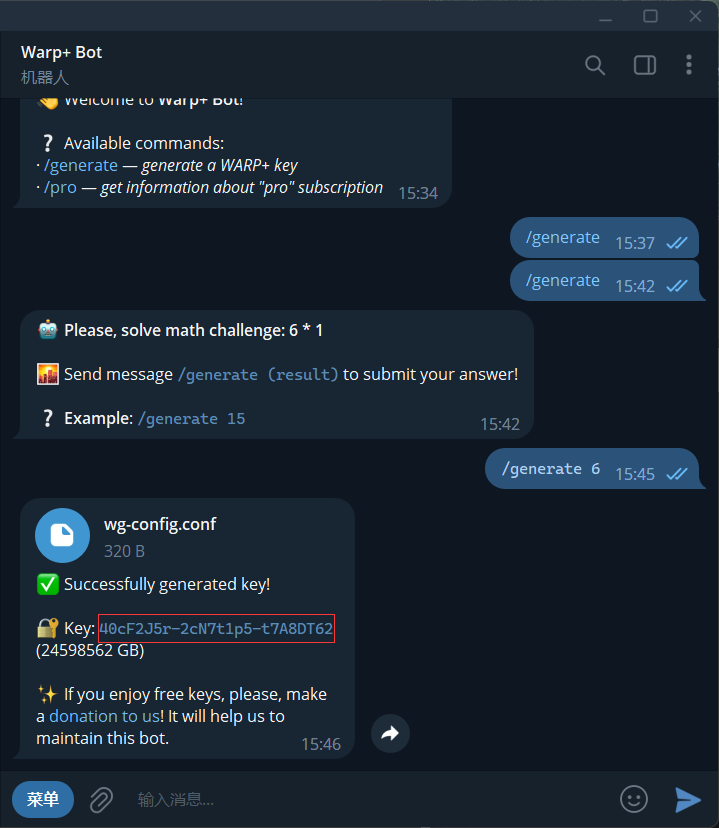 Warp+ Bot
机器人
Welcome to Warp+ Bot!
? Available commands:
· /generate — generate a WARP+ key
· /pro — get information about "pro" subscription
15:34
/generate 15:37
/generate 15:42
Please, solve math challenge: 6 * 1
Send message /generate (result) to submit your answer!
? Example: /generate 15
15:42
/generate 6 15:45
wg-config.conf
320 B
Successfully generated key!
Key: 40cF2J5r-2cN7t1p5-t7A8DT62
(24598562 GB)
If you enjoy free keys, please, make
a donation to us! It will help us to
maintain this bot.
15:46
菜单
输入消息...